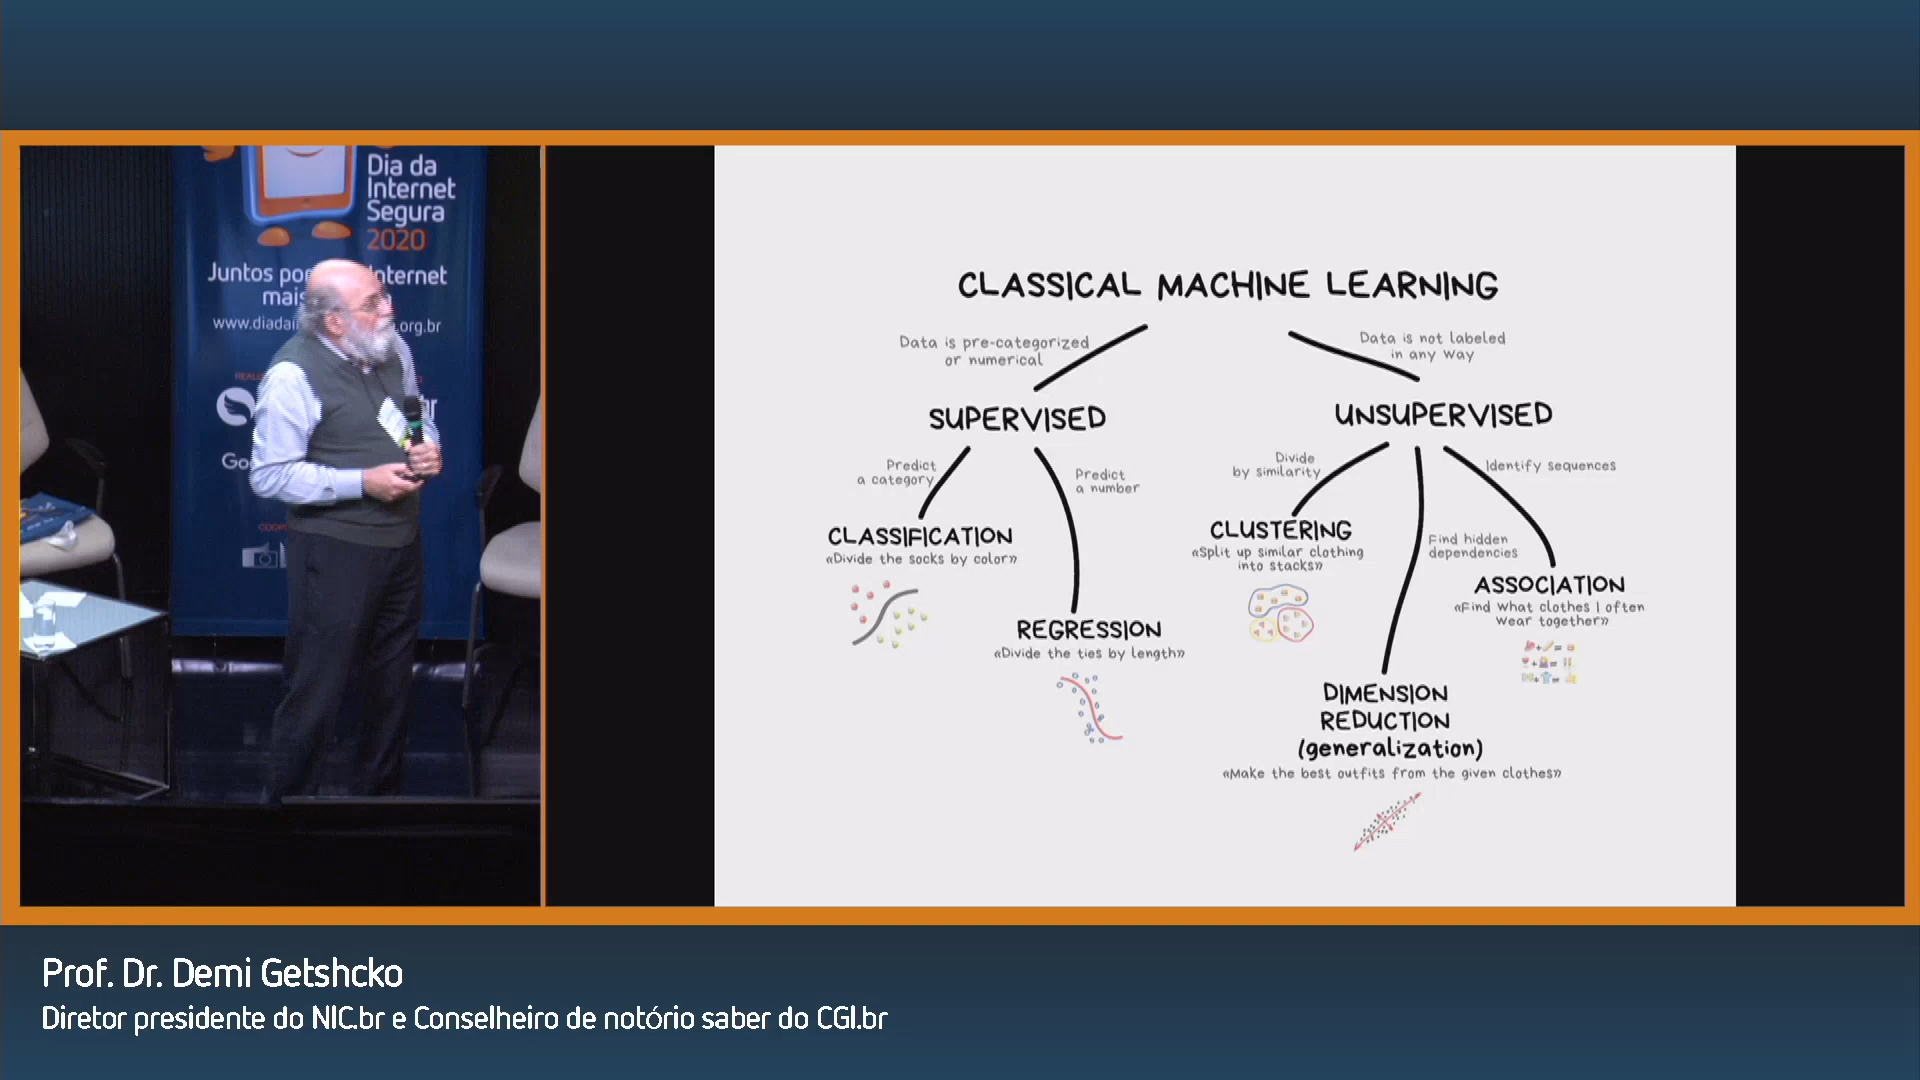 Dia da
Internet
Segura
2020
Juntos por
Internet
mais
www.diadai
.org.br
CLASSICAL MACHINE LEARNING
Data is pre-categorized
or numerical
Data is not labeled
in any way
SUPERVISED
UNSUPERVISED
Predict
a category
Predict
a number
Divide
by similarity
Identify sequences
CLASSIFICATION
«Divide the socks by color»
CLUSTERING
«Split up similar clothing
into stacks»
Find hidden
dependencies
ASSOCIATION
«Find what clothes I often
wear together»
REGRESSION
«Divide the ties by length»
DIMENSION
REDUCTION
(generalization)
«Make the best outfits from the given clothes»
Prof. Dr. Demi Getshcko
Diretor presidente do NIC.br e Conselheiro de notório saber do CGI.br